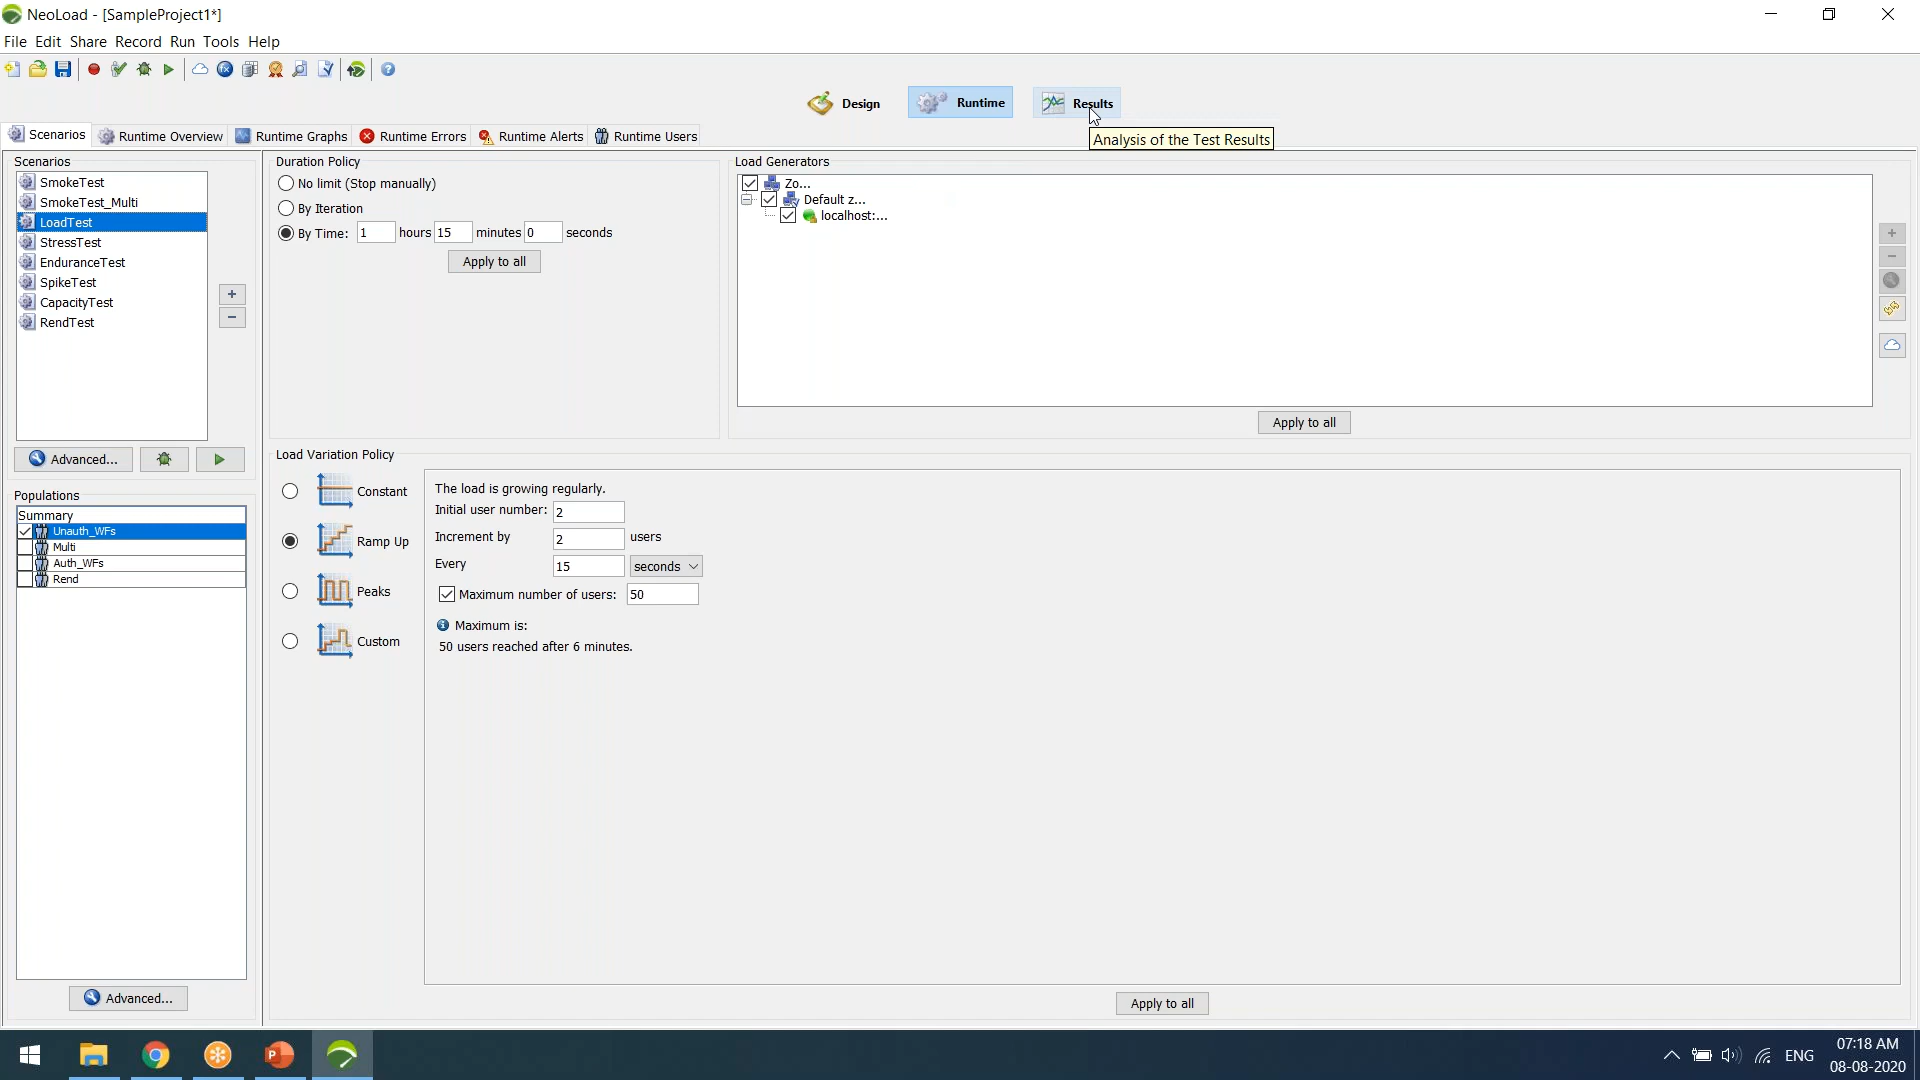 NeoLoad - [SampleProject1*]
File Edit Share Record Run Tools Help
Design Runtime Results
Analysis of the Test Results
Scenarios Runtime Overview Runtime Graphs Runtime Errors Runtime Alerts Runtime Users
Scenarios
SmokeTest
SmokeTest_Multi
LoadTest
StressTest
EnduranceTest
SpikeTest
CapacityTest
RendTest
+
−
Advanced...
Populations
Summary
Unauth_WFs
Multi
Auth_WFs
Rend
Advanced...
Duration Policy
No limit (Stop manually)
By Iteration
By Time: 1 hours 15 minutes 0 seconds
Apply to all
Load Generators
Zo...
Default z...
localhost:...
+
−
Apply to all
Load Variation Policy
Constant
Ramp Up
Peaks
Custom
The load is growing regularly.
Initial user number: 2
Increment by 2 users
Every 15 seconds
Maximum number of users: 50
Maximum is:
50 users reached after 6 minutes.
Apply to all
ENG
07:18 AM
08-08-2020